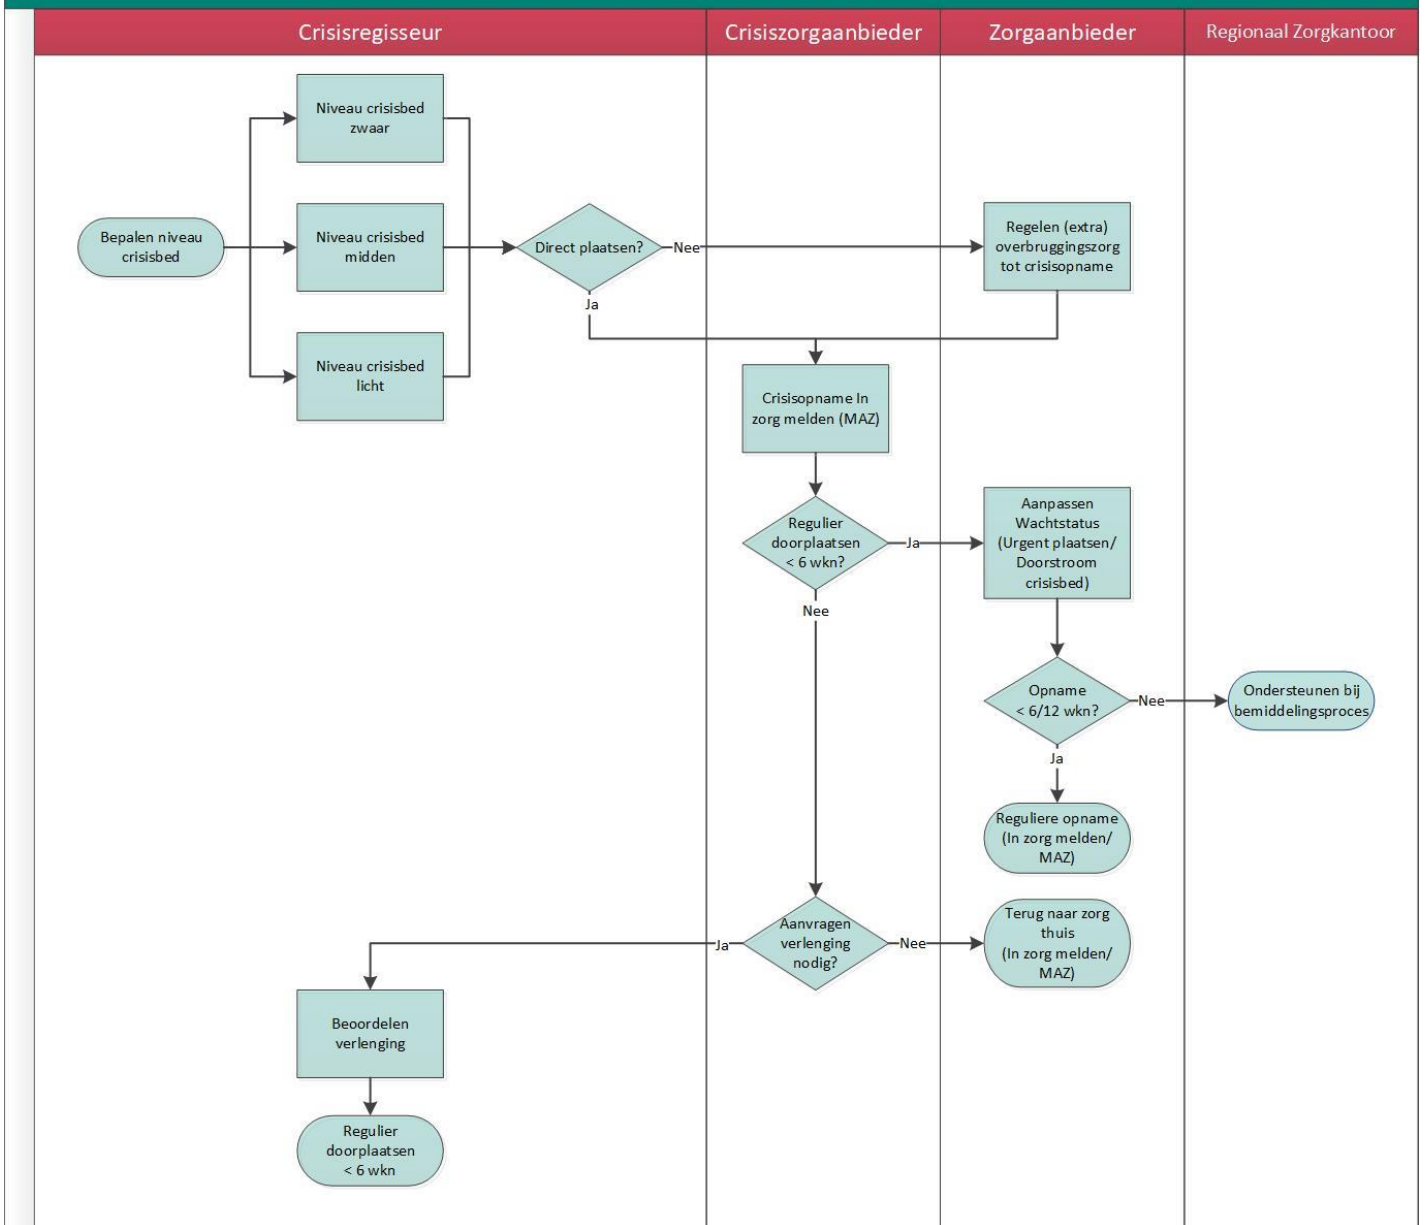 Crisisregisseur
Crisiszorgaanbieder
Zorgaanbieder
Regionaal Zorgkantoor
Niveau crisisbed
zwaar
Bepalen niveau
crisisbed
Niveau crisisbed
midden
Niveau crisisbed
licht
Direct plaatsen?
Nee
Ja
Regelen (extra)
overbruggingszorg
tot crisisopname
Crisisopname In
zorg melden (MAZ)
Regulier
doorplaatsen
< 6 wkn?
Ja
Nee
Aanpassen
Wachtstatus
(Urgent plaatsen/
Doorstroom
crisisbed)
Opname
< 6/12 wkn?
Nee
Ja
Ondersteunen bij
bemiddelingsproces
Reguliere opname
(In zorg melden/
MAZ)
Aanvragen
verlenging
nodig?
Ja
Nee
Terug naar zorg
thuis
(In zorg melden/
MAZ)
Beoordelen
verlenging
Regulier
doorplaatsen
< 6 wkn